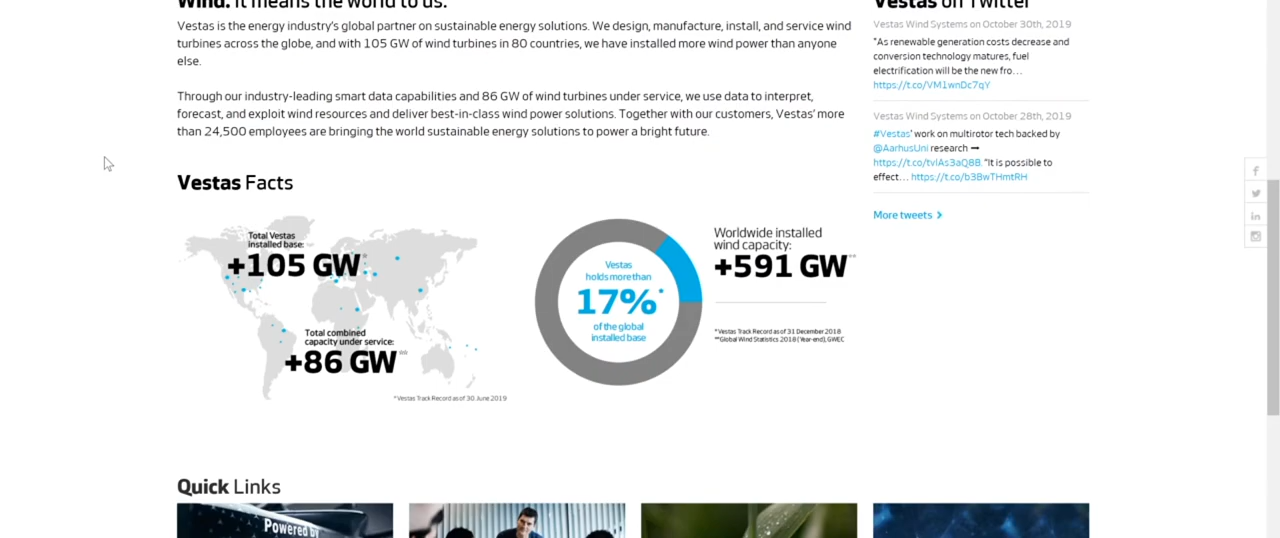 Wind. It means the world to us.
Vestas is the energy industry's global partner on sustainable energy solutions. We design, manufacture, install, and service wind
turbines across the globe, and with 105 GW of wind turbines in 80 countries, we have installed more wind power than anyone
else.
Through our industry-leading smart data capabilities and 86 GW of wind turbines under service, we use data to interpret,
forecast, and exploit wind resources and deliver best-in-class wind power solutions. Together with our customers, Vestas' more
than 24,500 employees are bringing the world sustainable energy solutions to power a bright future.
Vestas Facts
Total Vestas
installed base:
+105 GW*
Total combined
capacity under service:
+86 GW**
*Vestas Track Record as of 30 June 2019
Vestas
holds more than
17%*
of the global
installed base
Worldwide installed
wind capacity:
+591 GW**
*Vestas Track Record as of 31 December 2018
**Global Wind Statistics 2018 (Year-end), GWEC
Vestas on Twitter
Vestas Wind Systems on October 30th, 2019
"As renewable generation costs decrease and
conversion technology matures, fuel
electrification will be the new fro…
https://t.co/VM1wnDc7qY
Vestas Wind Systems on October 28th, 2019
#Vestas' work on multirotor tech backed by
@AarhusUni research ➡
https://t.co/tvIAs3aQ8B. "It is possible to
effect… https://t.co/b38wTHmtRH
More tweets >
Quick Links
Powered by